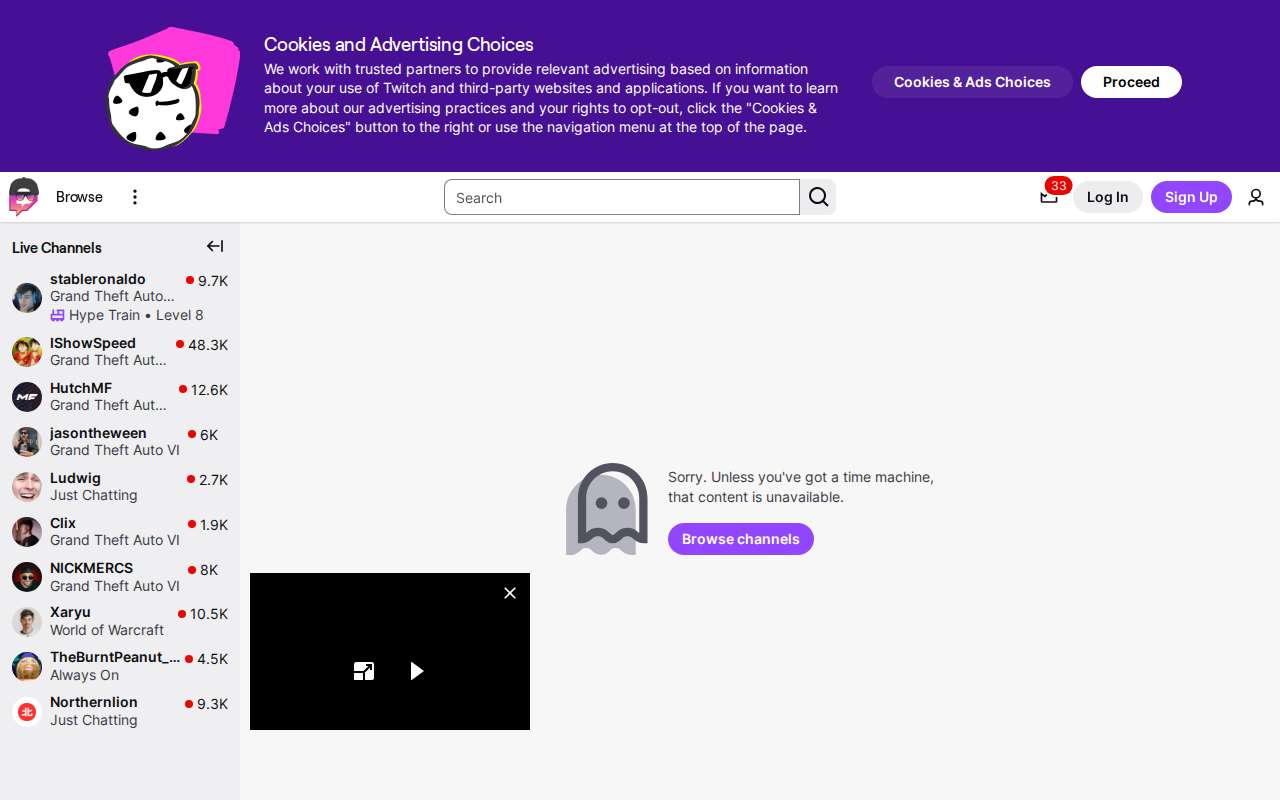 Cookies and Advertising Choices
We work with trusted partners to provide relevant advertising based on information
about your use of Twitch and third-party websites and applications. If you want to learn
more about our advertising practices and your rights to opt-out, click the "Cookies &
Ads Choices" button to the right or use the navigation menu at the top of the page.
Cookies & Ads Choices
Proceed
Browse
Search
33
Log In
Sign Up
Live Channels
stableronaldo
9.7K
Grand Theft Auto...
Hype Train • Level 8
IShowSpeed
48.3K
Grand Theft Aut...
HutchMF
12.6K
Grand Theft Aut...
jasontheween
6K
Grand Theft Auto VI
Ludwig
2.7K
Just Chatting
Clix
1.9K
Grand Theft Auto VI
NICKMERCS
8K
Grand Theft Auto VI
Xaryu
10.5K
World of Warcraft
TheBurntPeanut_...
4.5K
Always On
Northernlion
9.3K
Just Chatting
Sorry. Unless you've got a time machine,
that content is unavailable.
Browse channels